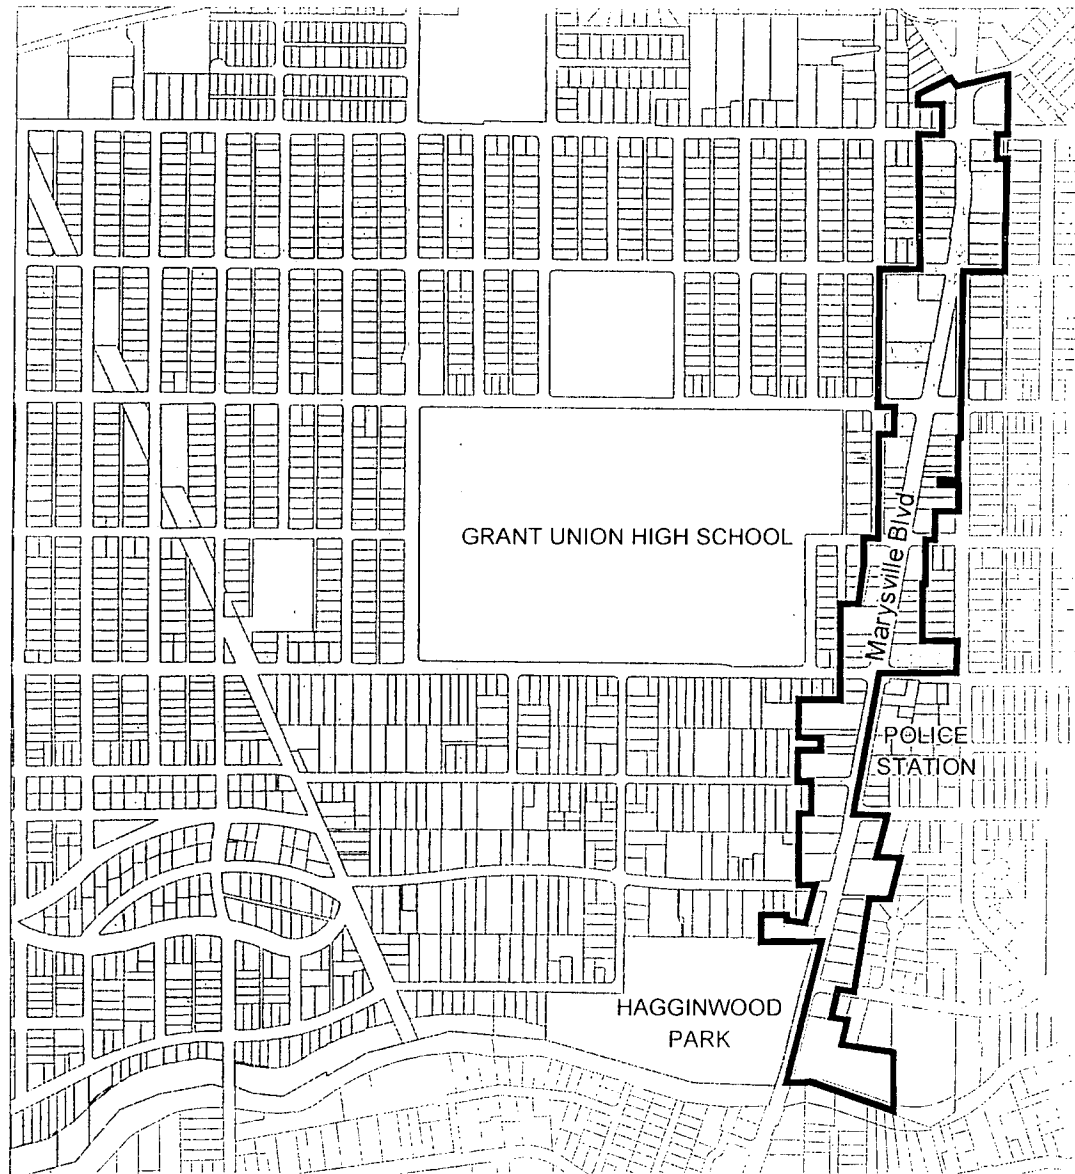 GRANT UNION HIGH SCHOOL
Marysville Blvd
POLICE
STATION
HAGGINWOOD
PARK